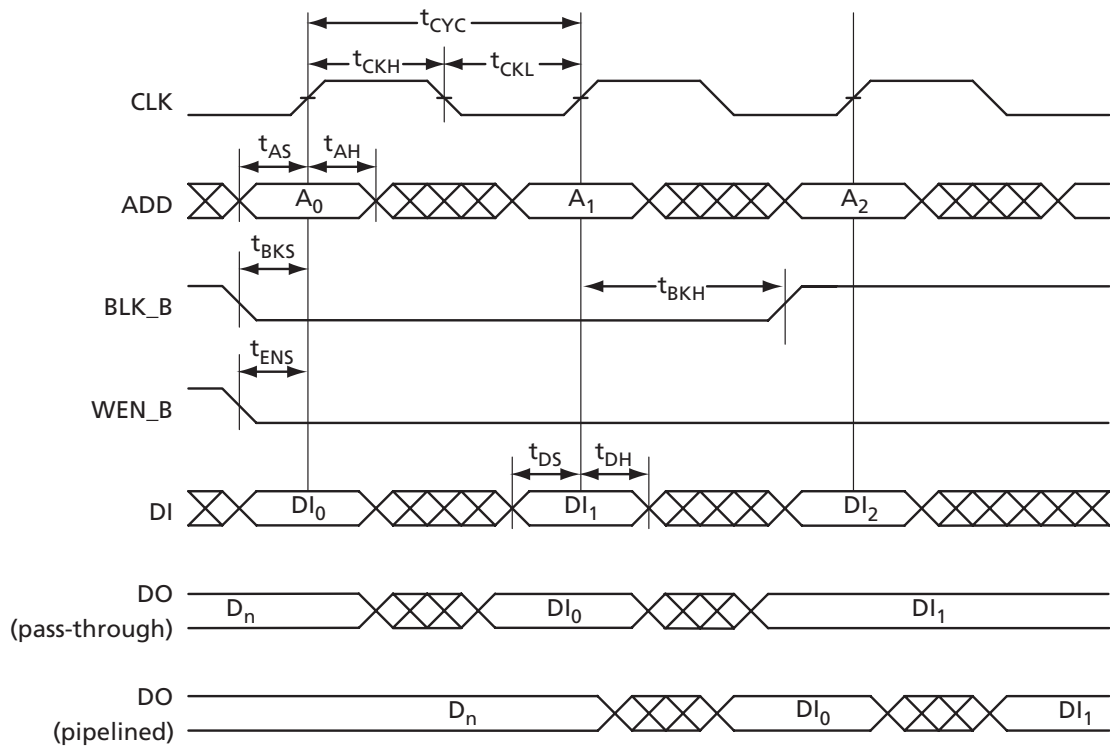 tCYC
tCKH tCKL
CLK
tAS tAH
ADD A0 A1 A2
tBKS
tBKH
BLK_B
tENS
WEN_B
tDS tDH
DI DI0 DI1 DI2
DO
(pass-through)
Dn DI0 DI1
DO
(pipelined)
Dn DI0 DI1